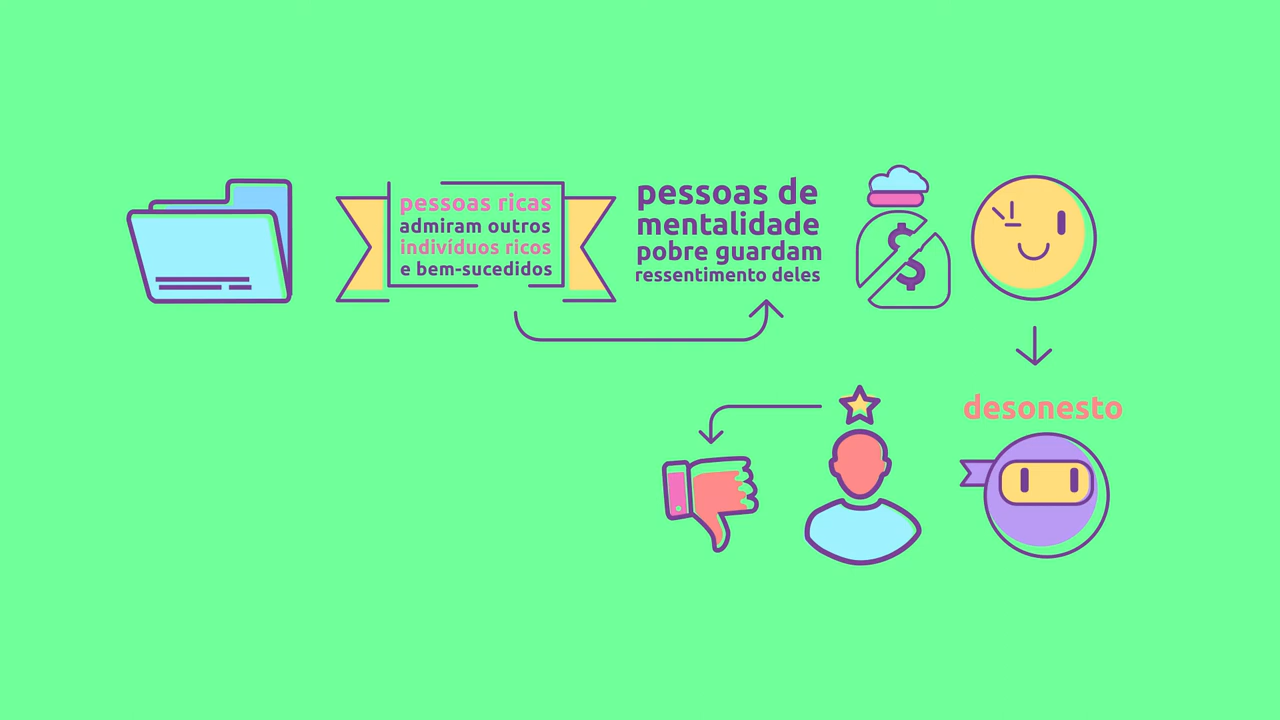 pessoas ricas
admiram outros
indivíduos ricos
e bem-sucedidos
pessoas de
mentalidade
pobre guardam
ressentimento deles
$
$
desonesto